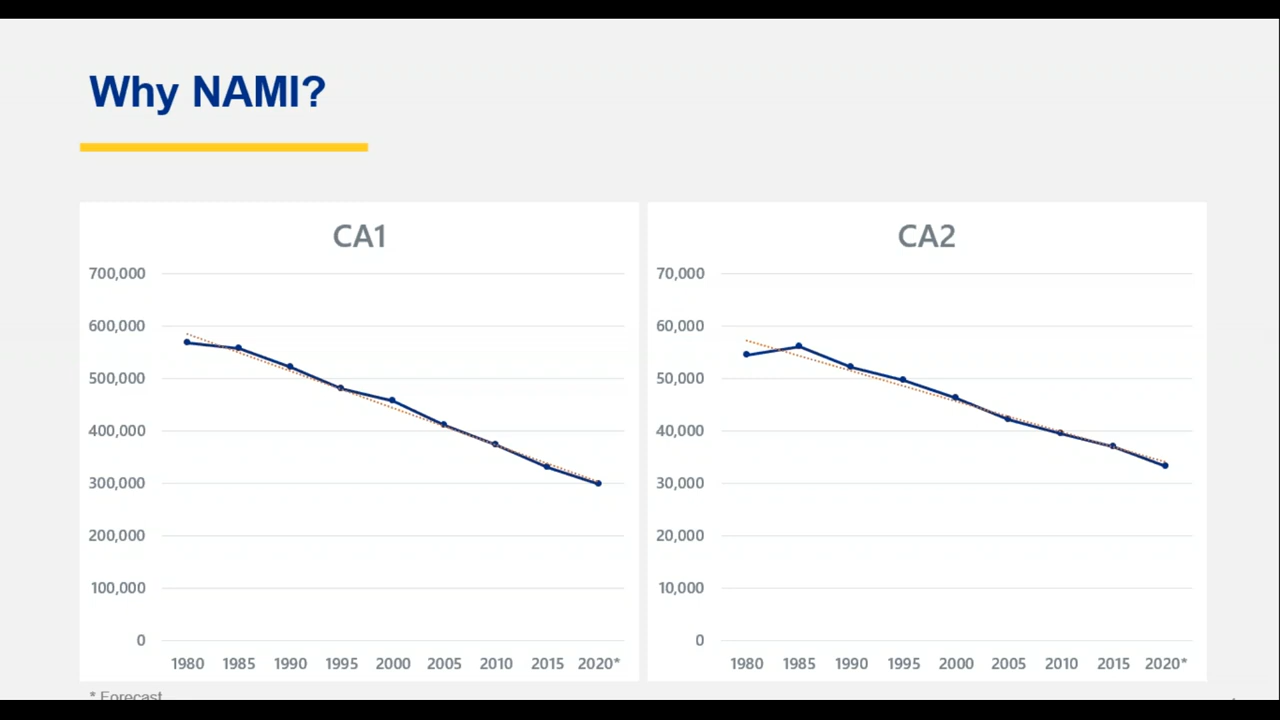 Why NAMI?
CA1
700,000
600,000
500,000
400,000
300,000
200,000
100,000
0
1980 1985 1990 1995 2000 2005 2010 2015 2020*
CA2
70,000
60,000
50,000
40,000
30,000
20,000
10,000
0
1980 1985 1990 1995 2000 2005 2010 2015 2020*
* Forecast